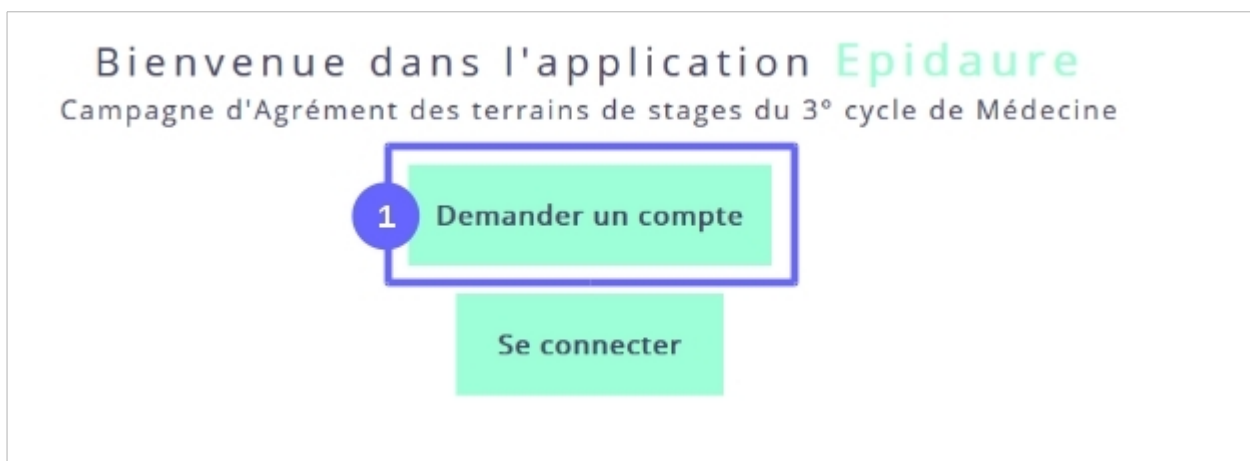 Bienvenue dans l'application Epidaure
Campagne d'Agrément des terrains de stages du 3° cycle de Médecine
1 Demander un compte
Se connecter